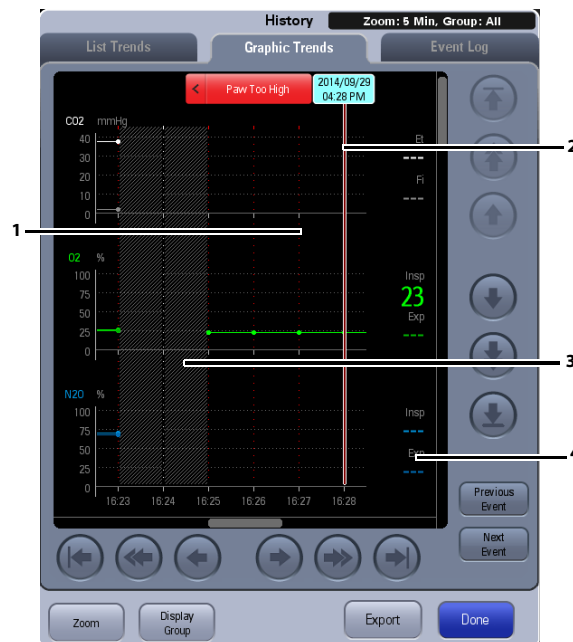 History Zoom: 5 Min, Group: All
List Trends Graphic Trends Event Log
< Paw Too High 2014/09/29
04:28 PM
CO2 mmHg
40
30
20
10
0
Et
---
Fi
---
2
1
O2 %
100
75
50
25
0
Insp
23
Exp
---
3
N2O %
100
75
50
25
0
Insp
---
Exp
---
4
16:23 16:24 16:25 16:26 16:27 16:28
Previous
Event
Next
Event
Zoom
Display
Group
Export
Done